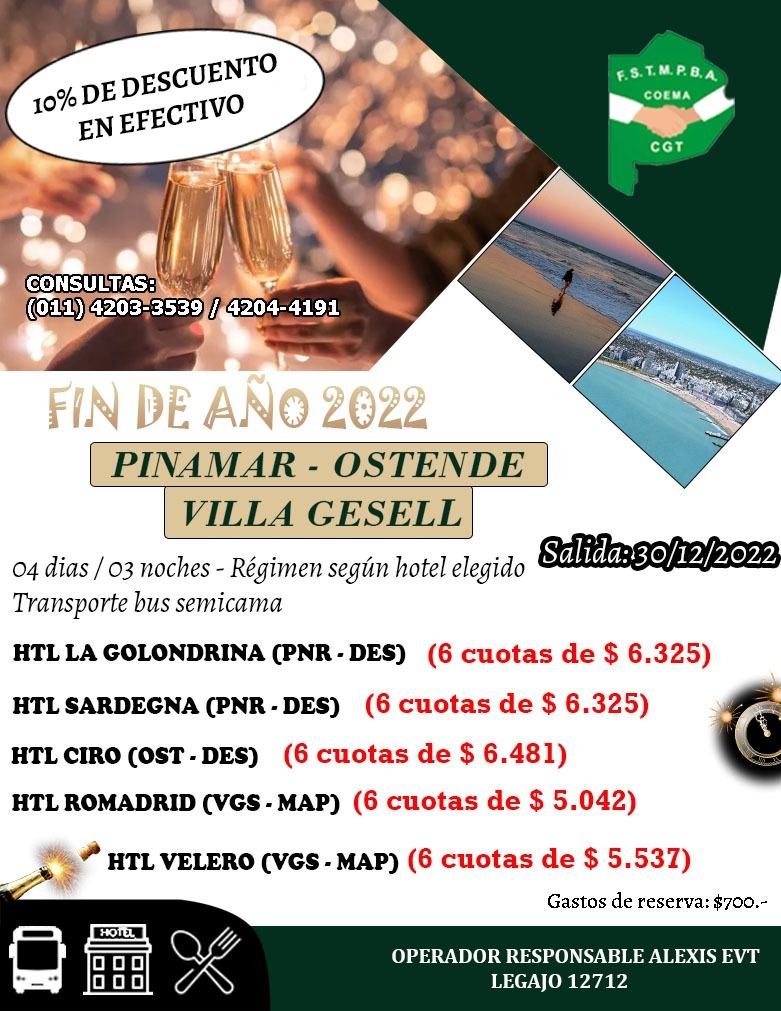 10% DE DESCUENTO
EN EFECTIVO
F.S.T.M.P.B.A.
COEMA
CGT
CONSULTAS:
(011) 4203-3539 / 4204-4191
FIN DE AÑO 2022
PINAMAR - OSTENDE
VILLA GESELL
Salida: 30/12/2022
04 dias / 03 noches - Régimen según hotel elegido
Transporte bus semicama
HTL LA GOLONDRINA (PNR - DES) (6 cuotas de $ 6.325)
HTL SARDEGNA (PNR - DES) (6 cuotas de $ 6.325)
HTL CIRO (OST - DES) (6 cuotas de $ 6.481)
HTL ROMADRID (VGS - MAP) (6 cuotas de $ 5.042)
HTL VELERO (VGS - MAP) (6 cuotas de $ 5.537)
Gastos de reserva: $700.-
HOTEL
OPERADOR RESPONSABLE ALEXIS EVT
LEGAJO 12712